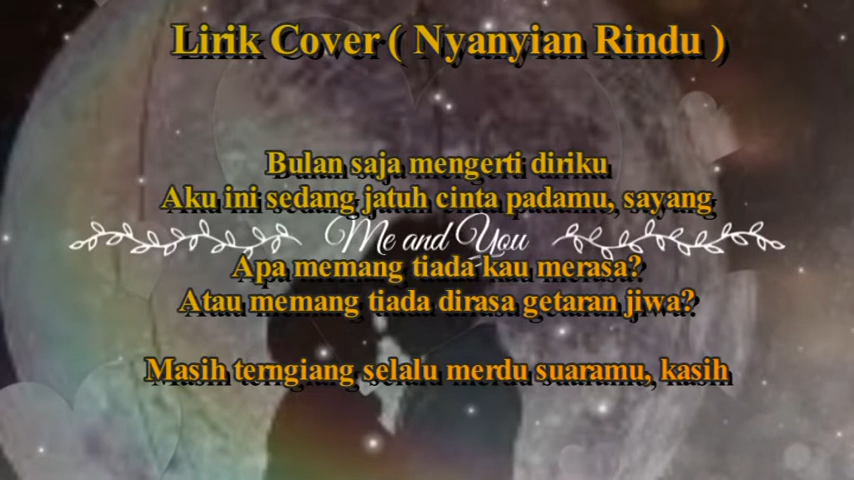 Lirik Cover ( Nyanyian Rindu )
Bulan saja mengerti diriku
Aku ini sedang jatuh cinta padamu, sayang
Me and You
Apa memang tiada kau merasa?
Atau memang tiada dirasa getaran jiwa?
Masih terngiang selalu merdu suaramu, kasih